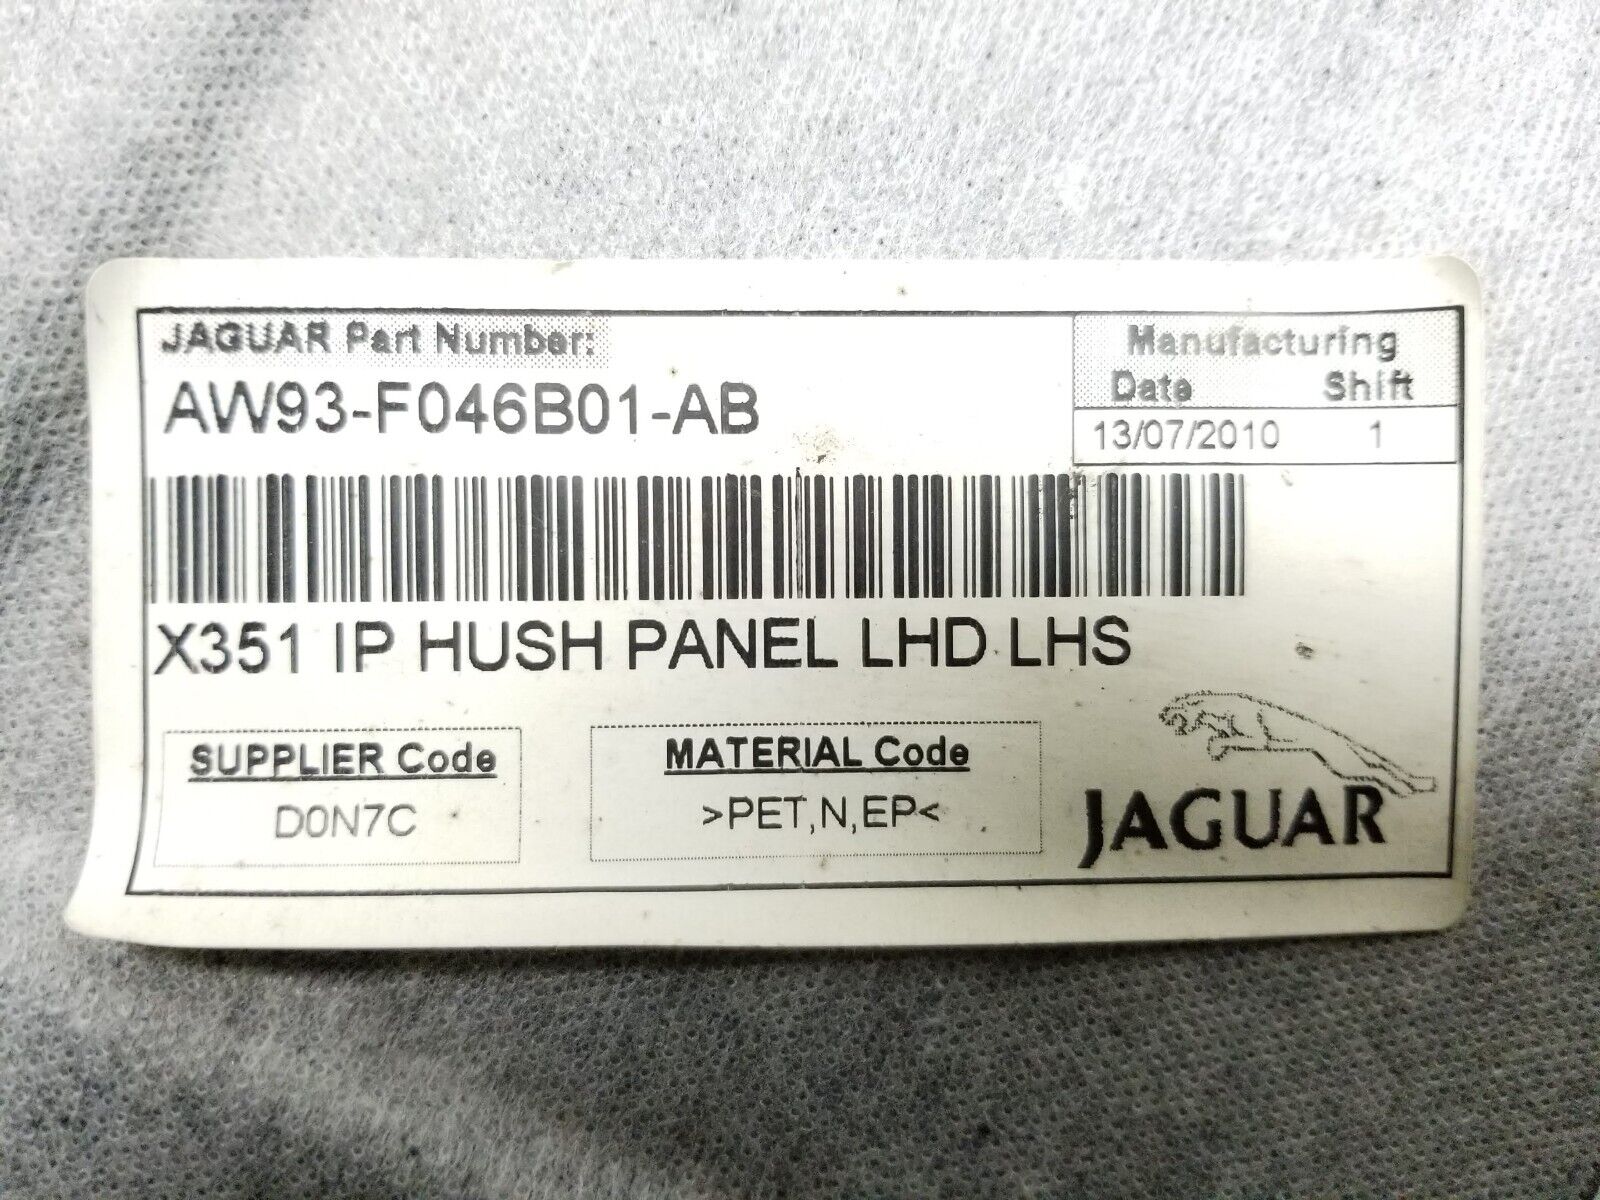 JAGUAR Part Number:
AW93-F046B01-AB
Manufacturing
Date Shift
13/07/2010 1
X351 IP HUSH PANEL LHD LHS
SUPPLIER Code
D0N7C
MATERIAL Code
>PET,N,EP<
JAGUAR